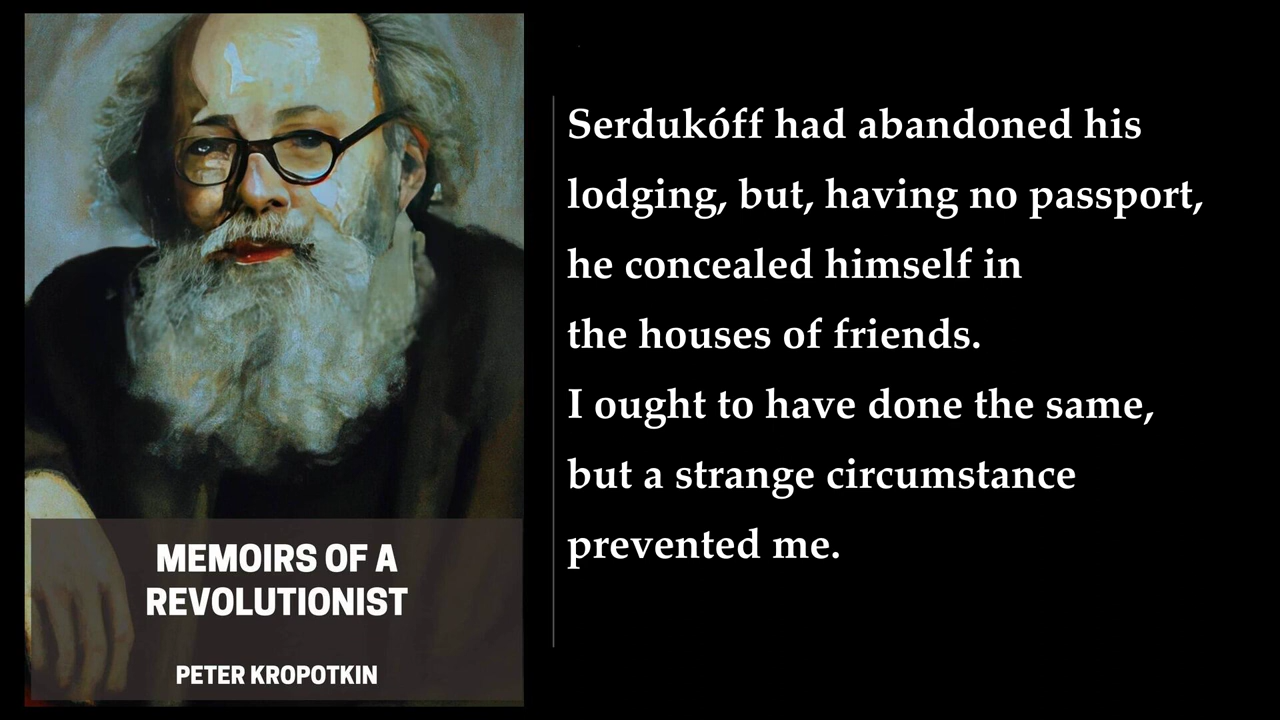 MEMOIRS OF A
REVOLUTIONIST
PETER KROPOTKIN
Serdukóff had abandoned his
lodging, but, having no passport,
he concealed himself in
the houses of friends.
I ought to have done the same,
but a strange circumstance
prevented me.